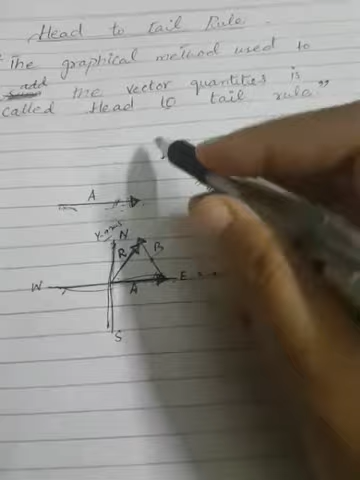 Head to tail Rule.
"The graphical method used to
add
the vector quantities is
called Head to tail rule."
A
Y-axis
N
R B
W A E
S